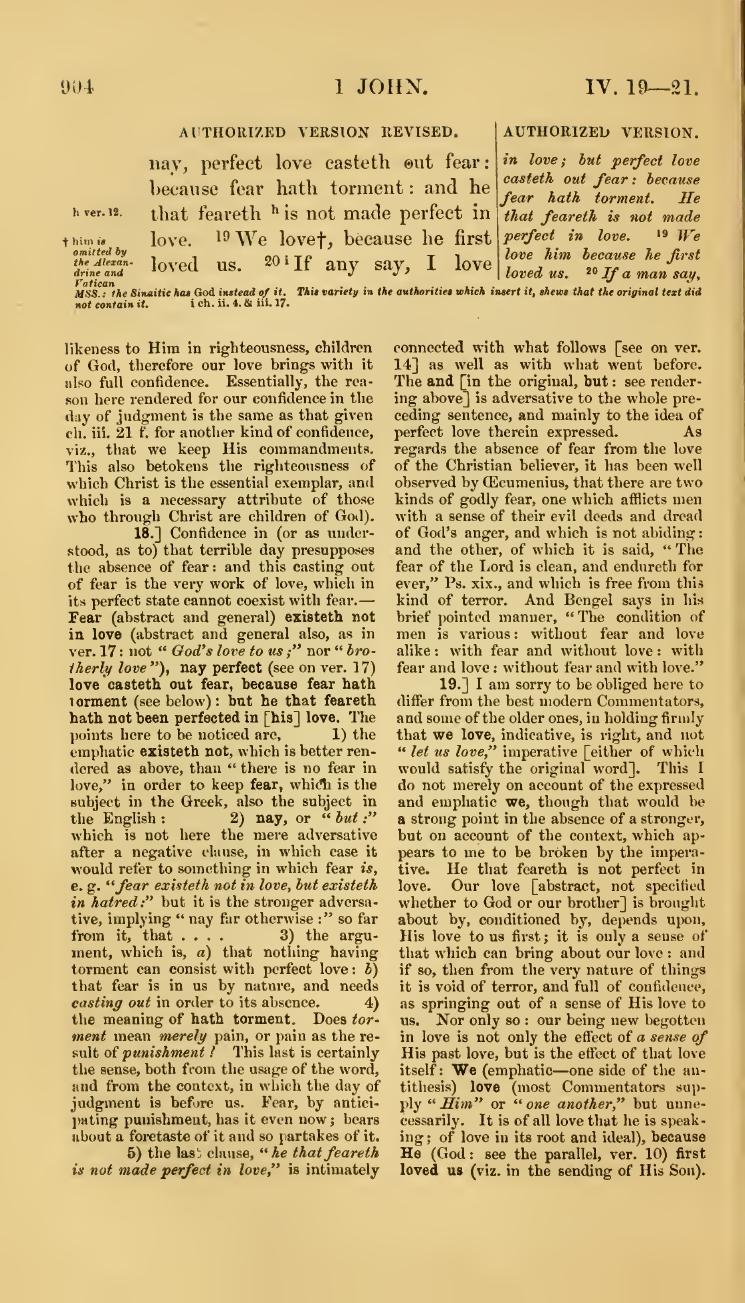 904
1 JOHN.
IV. 19—21.
AUTHORIZED VERSION REVISED.
nay, perfect love casteth out fear:
because fear hath torment: and he
h ver. 12.
that feareth h is not made perfect in
† him is
omitted by
the Alexan-
drine and
Vatican
love. 19 We love†, because he first
loved us. 20 i If any say, I love
MSS.: the Sinaitic has God instead of it. This variety in the authorities which insert it, shews that the original text did
not contain it. i ch. ii. 4. & iii. 17.
AUTHORIZED VERSION.
in love; but perfect love
casteth out fear: because
fear hath torment. He
that feareth is not made
perfect in love. 19 We
love him because he first
loved us. 20 If a man say,
likeness to Him in righteousness, children
of God, therefore our love brings with it
also full confidence. Essentially, the rea-
son here rendered for our confidence in the
day of judgment is the same as that given
ch. iii. 21 f. for another kind of confidence,
viz., that we keep His commandments.
This also betokens the righteousness of
which Christ is the essential exemplar, and
which is a necessary attribute of those
who through Christ are children of God).
18.] Confidence in (or as under-
stood, as to) that terrible day presupposes
the absence of fear: and this casting out
of fear is the very work of love, which in
its perfect state cannot coexist with fear.—
Fear (abstract and general) existeth not
in love (abstract and general also, as in
ver. 17: not " God's love to us;" nor " bro-
therly love"), nay perfect (see on ver. 17)
love casteth out fear, because fear hath
torment (see below): but he that feareth
hath not been perfected in [his] love. The
points here to be noticed are, 1) the
emphatic existeth not, which is better ren-
dered as above, than " there is no fear in
love," in order to keep fear, which is the
subject in the Greek, also the subject in
the English: 2) nay, or " but:"
which is not here the mere adversative
after a negative clause, in which case it
would refer to something in which fear is,
e. g. "fear existeth not in love, but existeth
in hatred:" but it is the stronger adversa-
tive, implying " nay far otherwise:" so far
from it, that . . . . 3) the argu-
ment, which is, a) that nothing having
torment can consist with perfect love: b)
that fear is in us by nature, and needs
casting out in order to its absence. 4)
the meaning of hath torment. Does tor-
ment mean merely pain, or pain as the re-
sult of punishment? This last is certainly
the sense, both from the usage of the word,
and from the context, in which the day of
judgment is before us. Fear, by antici-
pating punishment, has it even now; bears
about a foretaste of it and so partakes of it.
5) the last clause, "he that feareth
is not made perfect in love," is intimately
connected with what follows [see on ver.
14] as well as with what went before.
The and [in the original, but: see render-
ing above] is adversative to the whole pre-
ceding sentence, and mainly to the idea of
perfect love therein expressed. As
regards the absence of fear from the love
of the Christian believer, it has been well
observed by Œcumenius, that there are two
kinds of godly fear, one which afflicts men
with a sense of their evil deeds and dread
of God's anger, and which is not abiding:
and the other, of which it is said, " The
fear of the Lord is clean, and endureth for
ever," Ps. xix., and which is free from this
kind of terror. And Bengel says in his
brief pointed manner, " The condition of
men is various: without fear and love
alike: with fear and without love: with
fear and love: without fear and with love."
19.] I am sorry to be obliged here to
differ from the best modern Commentators,
and some of the older ones, in holding firmly
that we love, indicative, is right, and not
" let us love," imperative [either of which
would satisfy the original word]. This I
do not merely on account of the expressed
and emphatic we, though that would be
a strong point in the absence of a stronger,
but on account of the context, which ap-
pears to me to be broken by the impera-
tive. He that feareth is not perfect in
love. Our love [abstract, not specified
whether to God or our brother] is brought
about by, conditioned by, depends upon,
His love to us first; it is only a sense of
that which can bring about our love: and
if so, then from the very nature of things
it is void of terror, and full of confidence,
as springing out of a sense of His love to
us. Nor only so: our being new begotten
in love is not only the effect of a sense of
His past love, but is the effect of that love
itself: We (emphatic—one side of the an-
tithesis) love (most Commentators sup-
ply " Him" or " one another," but unne-
cessarily. It is of all love that he is speak-
ing; of love in its root and ideal), because
He (God: see the parallel, ver. 10) first
loved us (viz. in the sending of His Son).